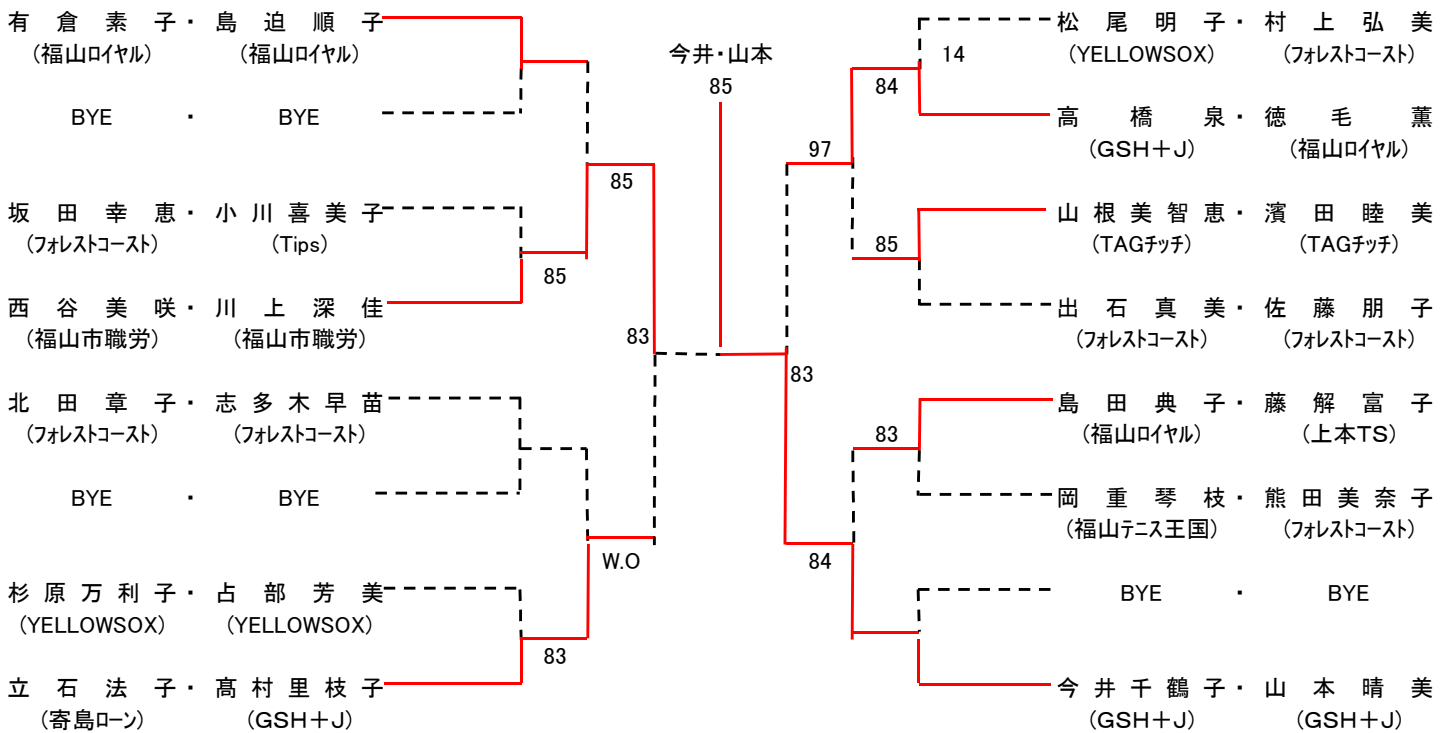 有倉素子・島迫順子
(福山ロイヤル) (福山ロイヤル)
BYE ・ BYE
坂田幸恵・小川喜美子
(フォレストコースト) (Tips)
85
西谷美咲・川上深佳
(福山市職労) (福山市職労)
85
83
北田章子・志多木早苗
(フォレストコースト) (フォレストコースト)
BYE ・ BYE
W.O
杉原万利子・占部芳美
(YELLOWSOX) (YELLOWSOX)
83
立石法子・髙村里枝子
(寄島ローン) (GSH+J)
今井・山本
85
松尾明子・村上弘美
(YELLOWSOX) (フォレストコースト)
14
84
高橋泉・徳毛薫
(GSH+J) (福山ロイヤル)
97
山根美智恵・濱田睦美
(TAGチッチ) (TAGチッチ)
85
出石真美・佐藤朋子
(フォレストコースト) (フォレストコースト)
83
島田典子・藤解富子
(福山ロイヤル) (上本TS)
83
岡重琴枝・熊田美奈子
(福山テニス王国) (フォレストコースト)
84
BYE ・ BYE
今井千鶴子・山本晴美
(GSH+J) (GSH+J)